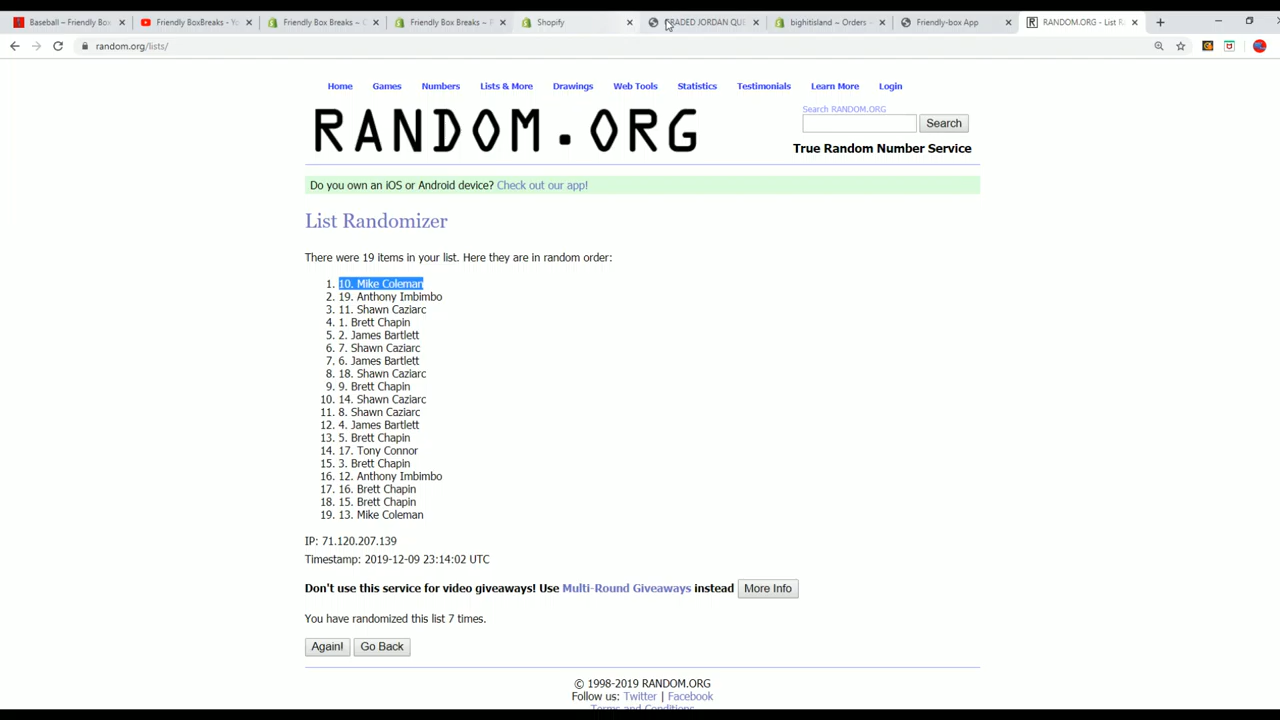 Baseball – Friendly Box
Friendly BoxBreaks - Yo
Friendly Box Breaks ~ C
Friendly Box Breaks ~ P
Shopify
RADED JORDAN QUE
bighitisland ~ Orders ~
Friendly-box App
RANDOM.ORG - List R
random.org/lists/
Home Games Numbers Lists & More Drawings Web Tools Statistics Testimonials Learn More Login
RANDOM.ORG
Search RANDOM.ORG
Search
True Random Number Service
Do you own an iOS or Android device? Check out our app!
List Randomizer
There were 19 items in your list. Here they are in random order:
1. 10. Mike Coleman
2. 19. Anthony Imbimbo
3. 11. Shawn Caziarc
4. 1. Brett Chapin
5. 2. James Bartlett
6. 7. Shawn Caziarc
7. 6. James Bartlett
8. 18. Shawn Caziarc
9. 9. Brett Chapin
10. 14. Shawn Caziarc
11. 8. Shawn Caziarc
12. 4. James Bartlett
13. 5. Brett Chapin
14. 17. Tony Connor
15. 3. Brett Chapin
16. 12. Anthony Imbimbo
17. 16. Brett Chapin
18. 15. Brett Chapin
19. 13. Mike Coleman
IP: 71.120.207.139
Timestamp: 2019-12-09 23:14:02 UTC
Don't use this service for video giveaways! Use Multi-Round Giveaways instead More Info
You have randomized this list 7 times.
Again! Go Back
© 1998-2019 RANDOM.ORG
Follow us: Twitter | Facebook
Terms and Conditions